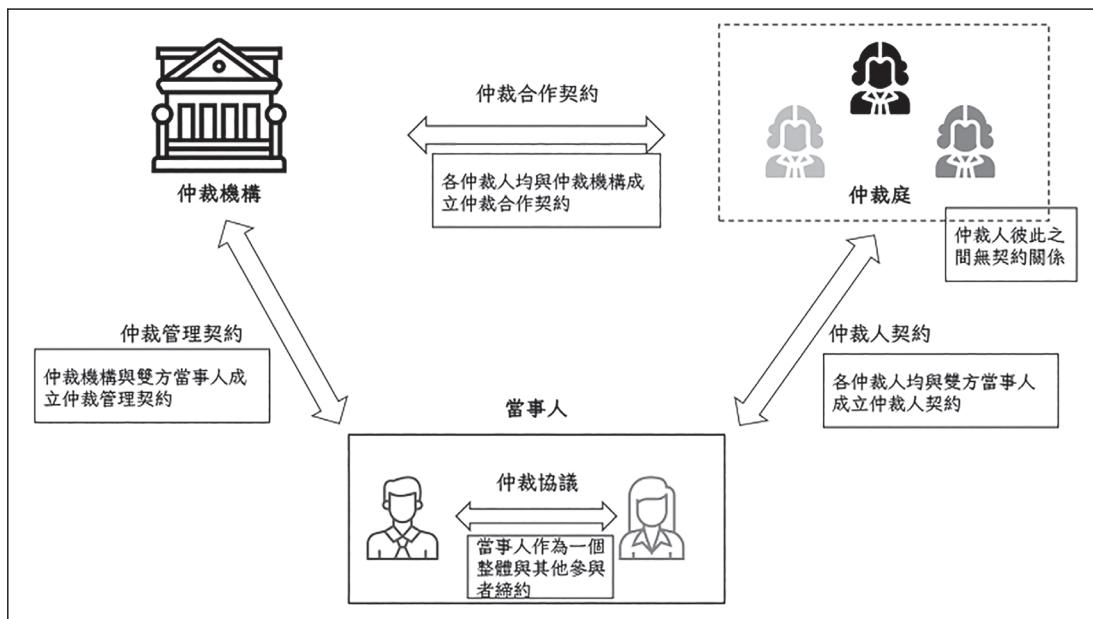 仲裁合作契約
各仲裁人均與仲裁機構成
立仲裁合作契約
仲裁機構
仲裁庭
仲裁人彼此之
間無契約關係
仲裁管理契約
仲裁機構與雙方當事人成
立仲裁管理契約
仲裁人契約
各仲裁人均與雙方當事人
成立仲裁人契約
當事人
仲裁協議
當事人作為一個
整體與其他參與
者締約